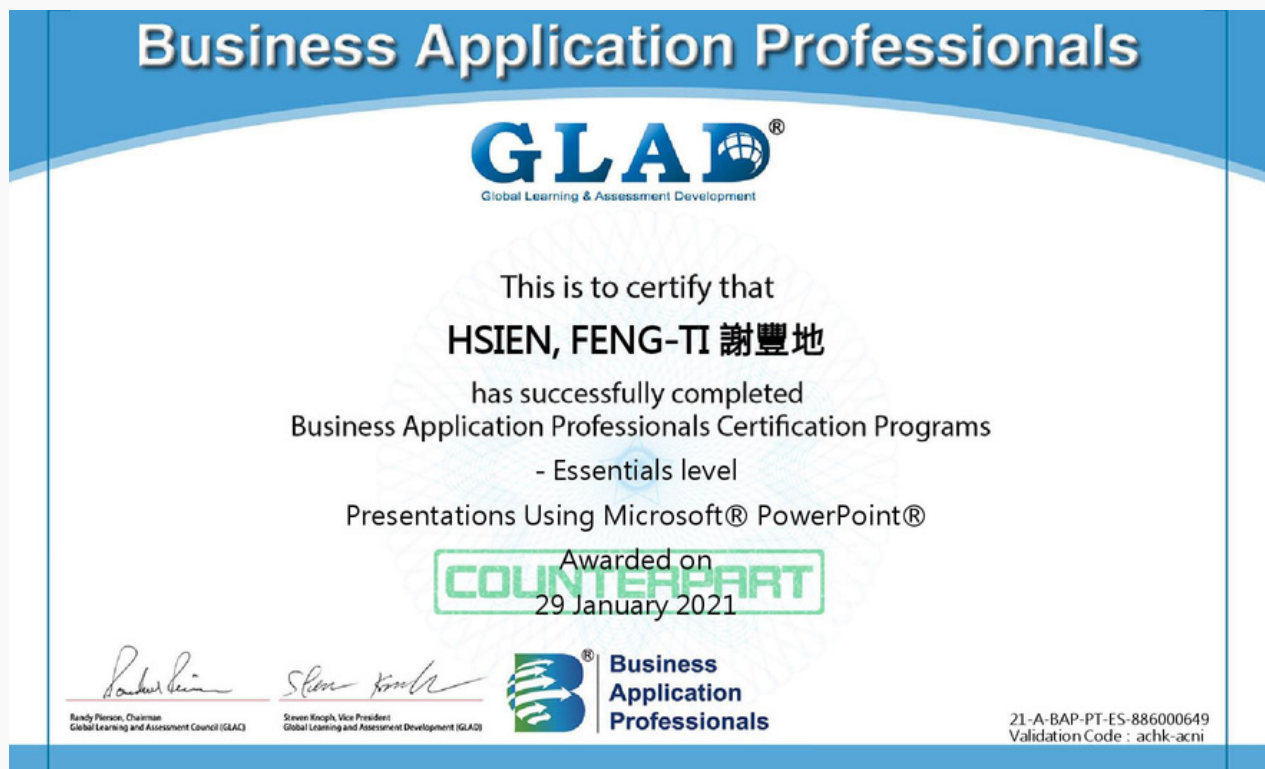 Business Application Professionals
GLAD®
Global Learning & Assessment Development
This is to certify that
HSIEN, FENG-TI 謝豐地
has successfully completed
Business Application Professionals Certification Programs
- Essentials level
Presentations Using Microsoft® PowerPoint®
Awarded on
COUNTERPART
29 January 2021
Randy Pierson, Chairman
Global Learning and Assessment Council (GLAC)
Steven Knoph, Vice President
Global Learning and Assessment Development (GLAD)
®
Business
Application
Professionals
21-A-BAP-PT-ES-886000649
Validation Code : achk-acni